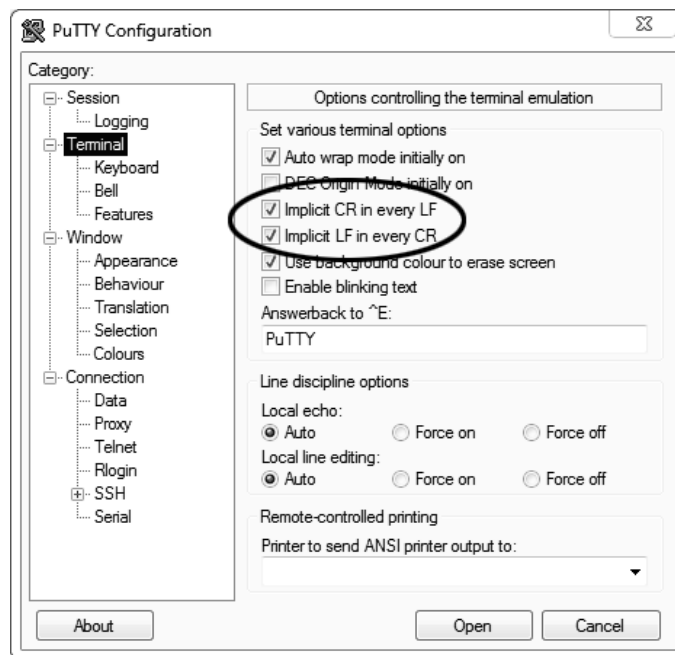 PuTTY Configuration
Category:
Session
Logging
Terminal
Keyboard
Bell
Features
Window
Appearance
Behaviour
Translation
Selection
Colours
Connection
Data
Proxy
Telnet
Rlogin
SSH
Serial
Options controlling the terminal emulation
Set various terminal options
Auto wrap mode initially on
DEC Origin Mode initially on
Implicit CR in every LF
Implicit LF in every CR
Use background colour to erase screen
Enable blinking text
Answerback to ^E:
PuTTY
Line discipline options
Local echo:
Auto Force on Force off
Local line editing:
Auto Force on Force off
Remote-controlled printing
Printer to send ANSI printer output to:
About Open Cancel